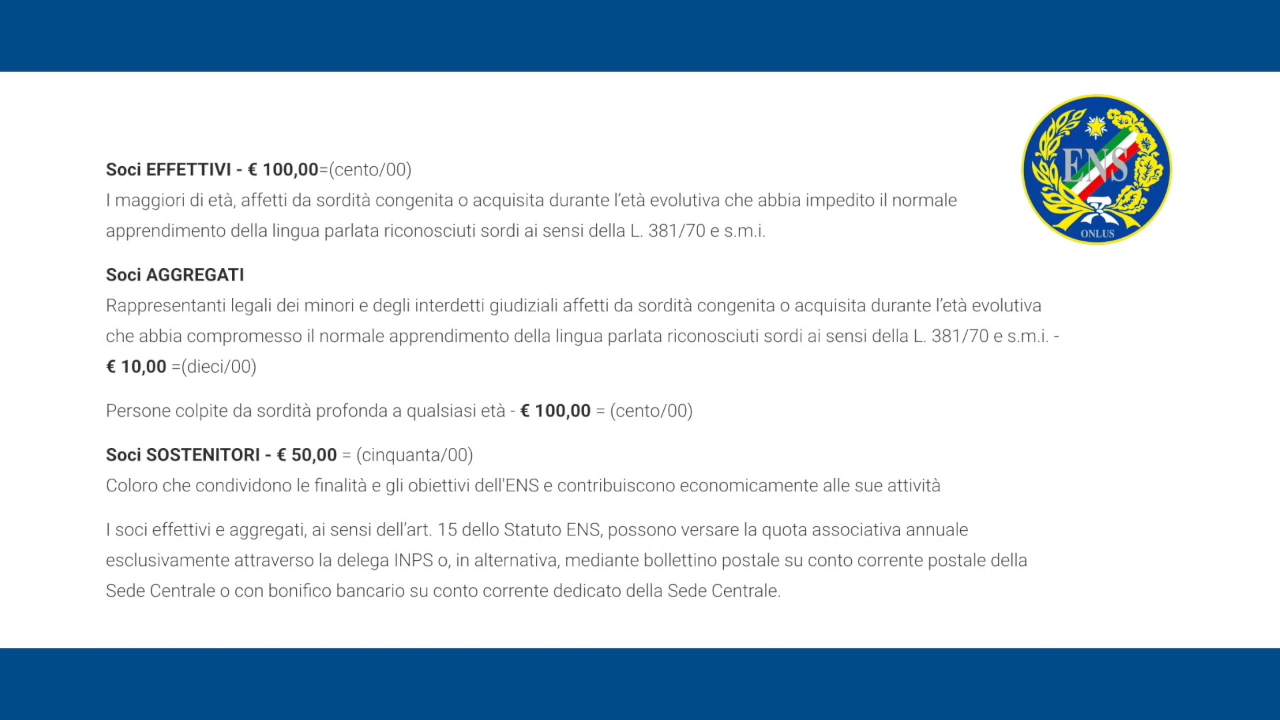 Soci EFFETTIVI - € 100,00=(cento/00)
I maggiori di età, affetti da sordità congenita o acquisita durante l’età evolutiva che abbia impedito il normale
apprendimento della lingua parlata riconosciuti sordi ai sensi della L. 381/70 e s.m.i.
ENS
ONLUS
Soci AGGREGATI
Rappresentanti legali dei minori e degli interdetti giudiziali affetti da sordità congenita o acquisita durante l’età evolutiva
che abbia compromesso il normale apprendimento della lingua parlata riconosciuti sordi ai sensi della L. 381/70 e s.m.i. -
€ 10,00 =(dieci/00)
Persone colpite da sordità profonda a qualsiasi età - € 100,00 = (cento/00)
Soci SOSTENITORI - € 50,00 = (cinquanta/00)
Coloro che condividono le finalità e gli obiettivi dell'ENS e contribuiscono economicamente alle sue attività
I soci effettivi e aggregati, ai sensi dell’art. 15 dello Statuto ENS, possono versare la quota associativa annuale
esclusivamente attraverso la delega INPS o, in alternativa, mediante bollettino postale su conto corrente postale della
Sede Centrale o con bonifico bancario su conto corrente dedicato della Sede Centrale.